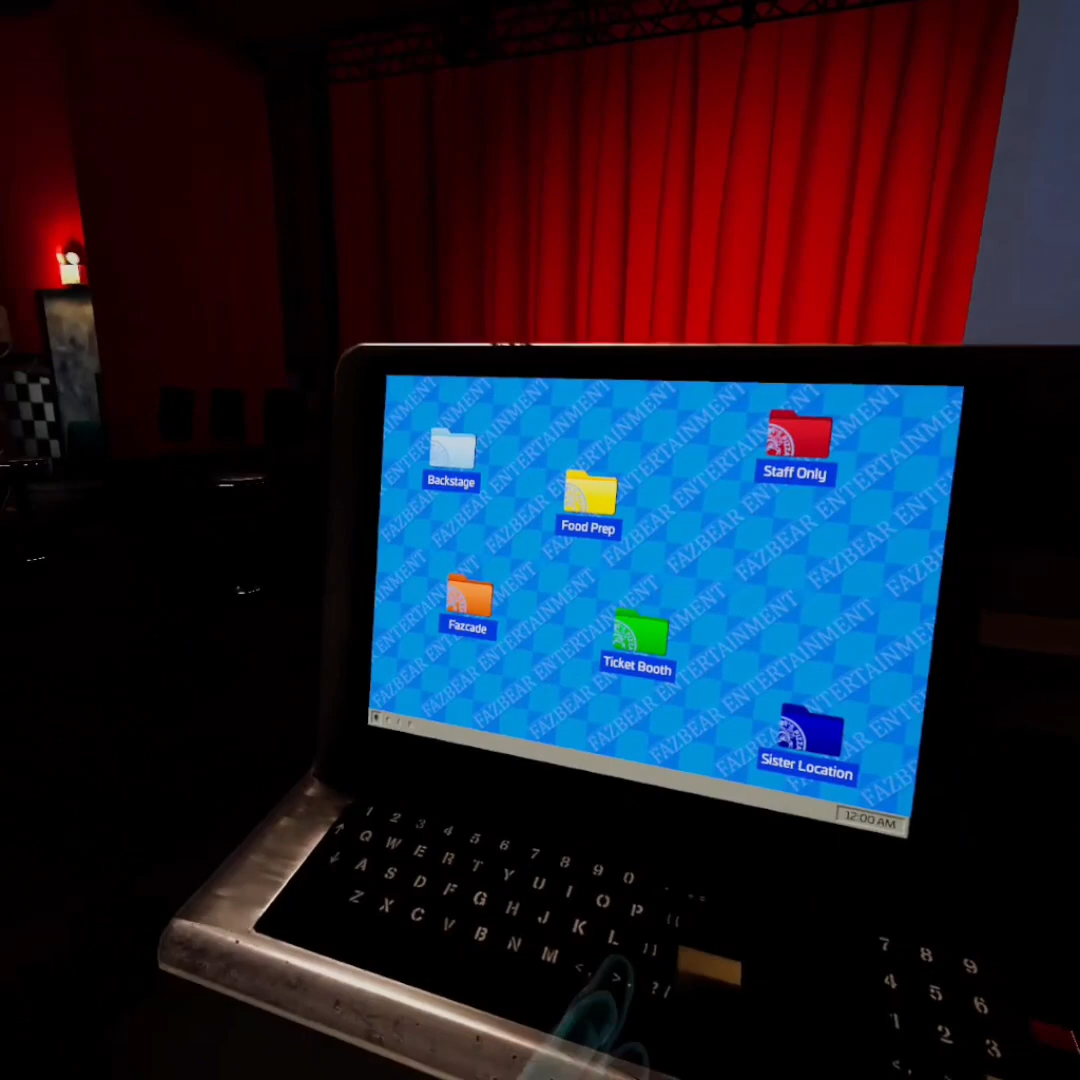 Backstage
Staff Only
Food Prep
Fazcade
Ticket Booth
Sister Location
FAZBEAR ENTERTAINMENT
12:00 AM
1 2 3 4 5 6 7 8 9 0
Q W E R T Y U I O P
A S D F G H J K L
Z X C V B N M < , > . ? /
7 8 9
4 5 6
1 2 3